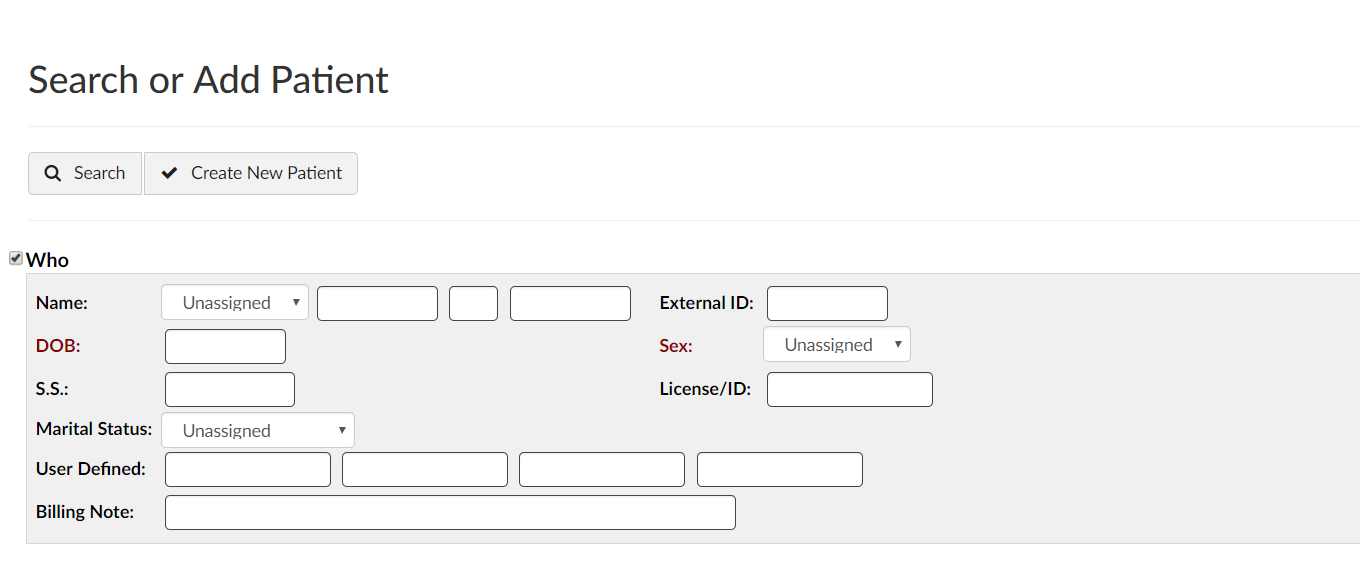 Search or Add Patient
Search Create New Patient
Who
Name: Unassigned External ID:
DOB: Sex: Unassigned
S.S.: License/ID:
Marital Status: Unassigned
User Defined:
Billing Note: